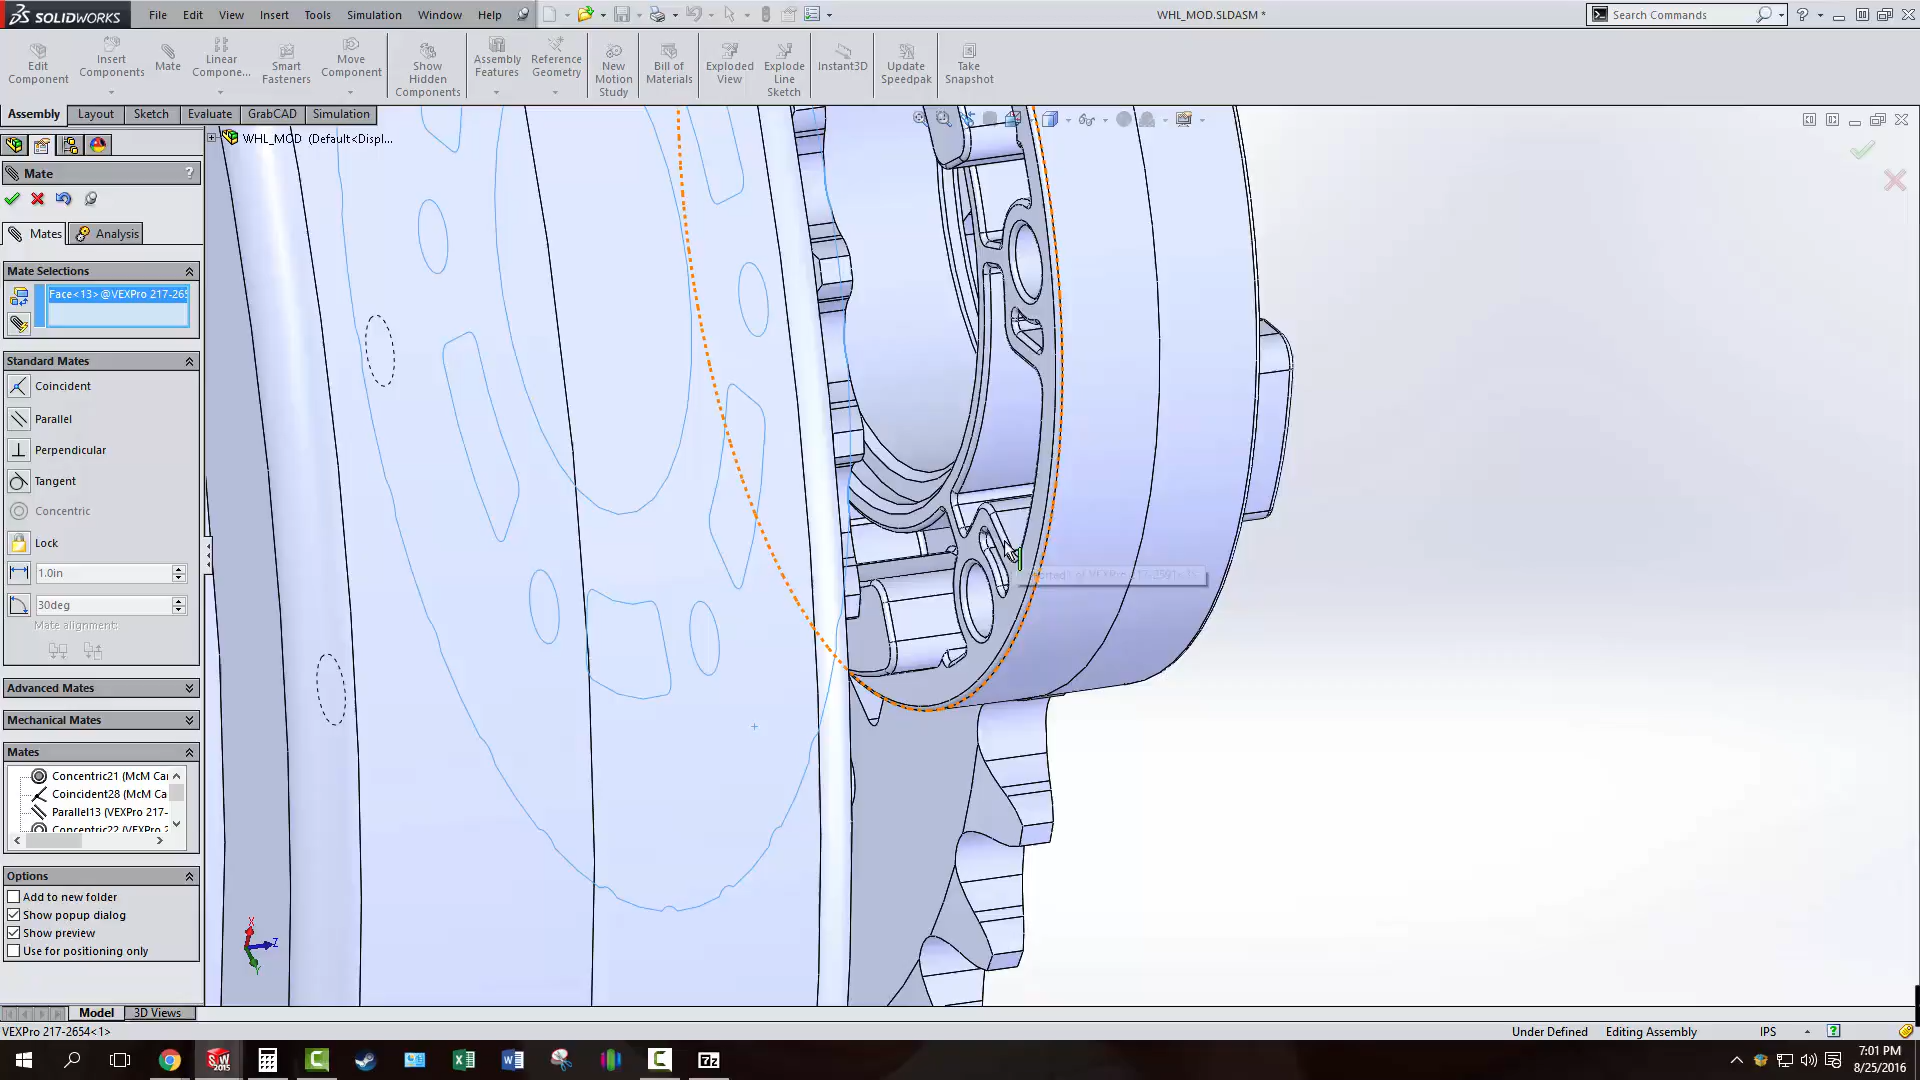 SOLIDWORKS
File Edit View Insert Tools Simulation Window Help
WHL_MOD.SLDASM *
Search Commands
Edit Component
Insert Components
Mate
Linear Compone...
Smart Fasteners
Move Component
Show Hidden Components
Assembly Features
Reference Geometry
New Motion Study
Bill of Materials
Exploded View
Explode Line Sketch
Instant3D
Update Speedpak
Take Snapshot
Assembly Layout Sketch Evaluate GrabCAD Simulation
WHL_MOD (Default<Displ...
Mate ?
Mates Analysis
Mate Selections
Face<13>@VEXPro 217-265
Standard Mates
Coincident
Parallel
Perpendicular
Tangent
Concentric
Lock
1.0in
30deg
Mate alignment:
Advanced Mates
Mechanical Mates
Mates
Concentric21 (McM Ca
Coincident28 (McM Ca
Parallel13 (VEXPro 217-
Concentric22 (VEXPro 2
Options
Add to new folder
Show popup dialog
Show preview
Use for positioning only
X
Z
Y
Model 3D Views
VEXPro 217-2654<1>
Under Defined Editing Assembly IPS
2015
7z
7:01 PM
8/25/2016